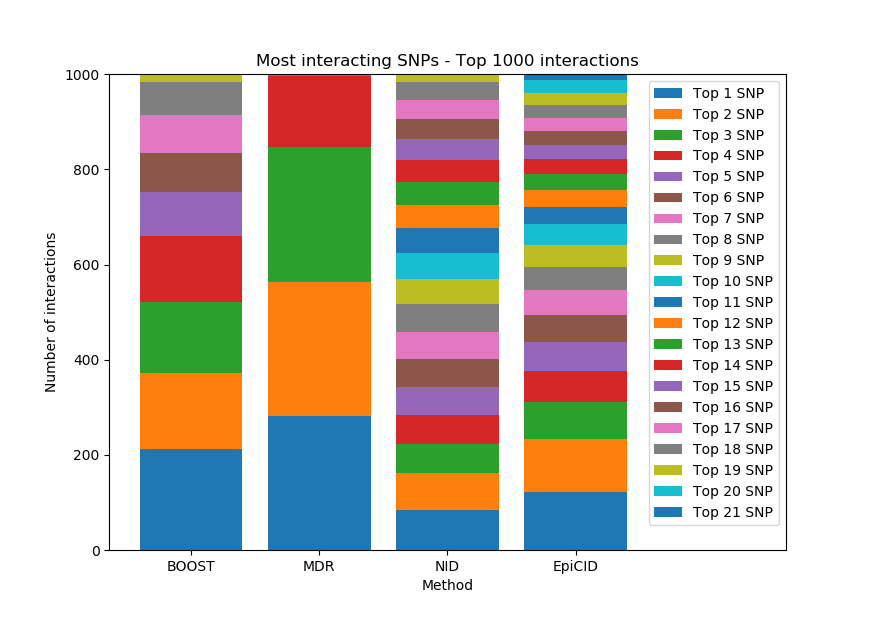 Most interacting SNPs - Top 1000 interactions
Number of interactions
1000
800
600
400
200
0
BOOST
MDR
NID
EpiCID
Method
Top 1 SNP
Top 2 SNP
Top 3 SNP
Top 4 SNP
Top 5 SNP
Top 6 SNP
Top 7 SNP
Top 8 SNP
Top 9 SNP
Top 10 SNP
Top 11 SNP
Top 12 SNP
Top 13 SNP
Top 14 SNP
Top 15 SNP
Top 16 SNP
Top 17 SNP
Top 18 SNP
Top 19 SNP
Top 20 SNP
Top 21 SNP